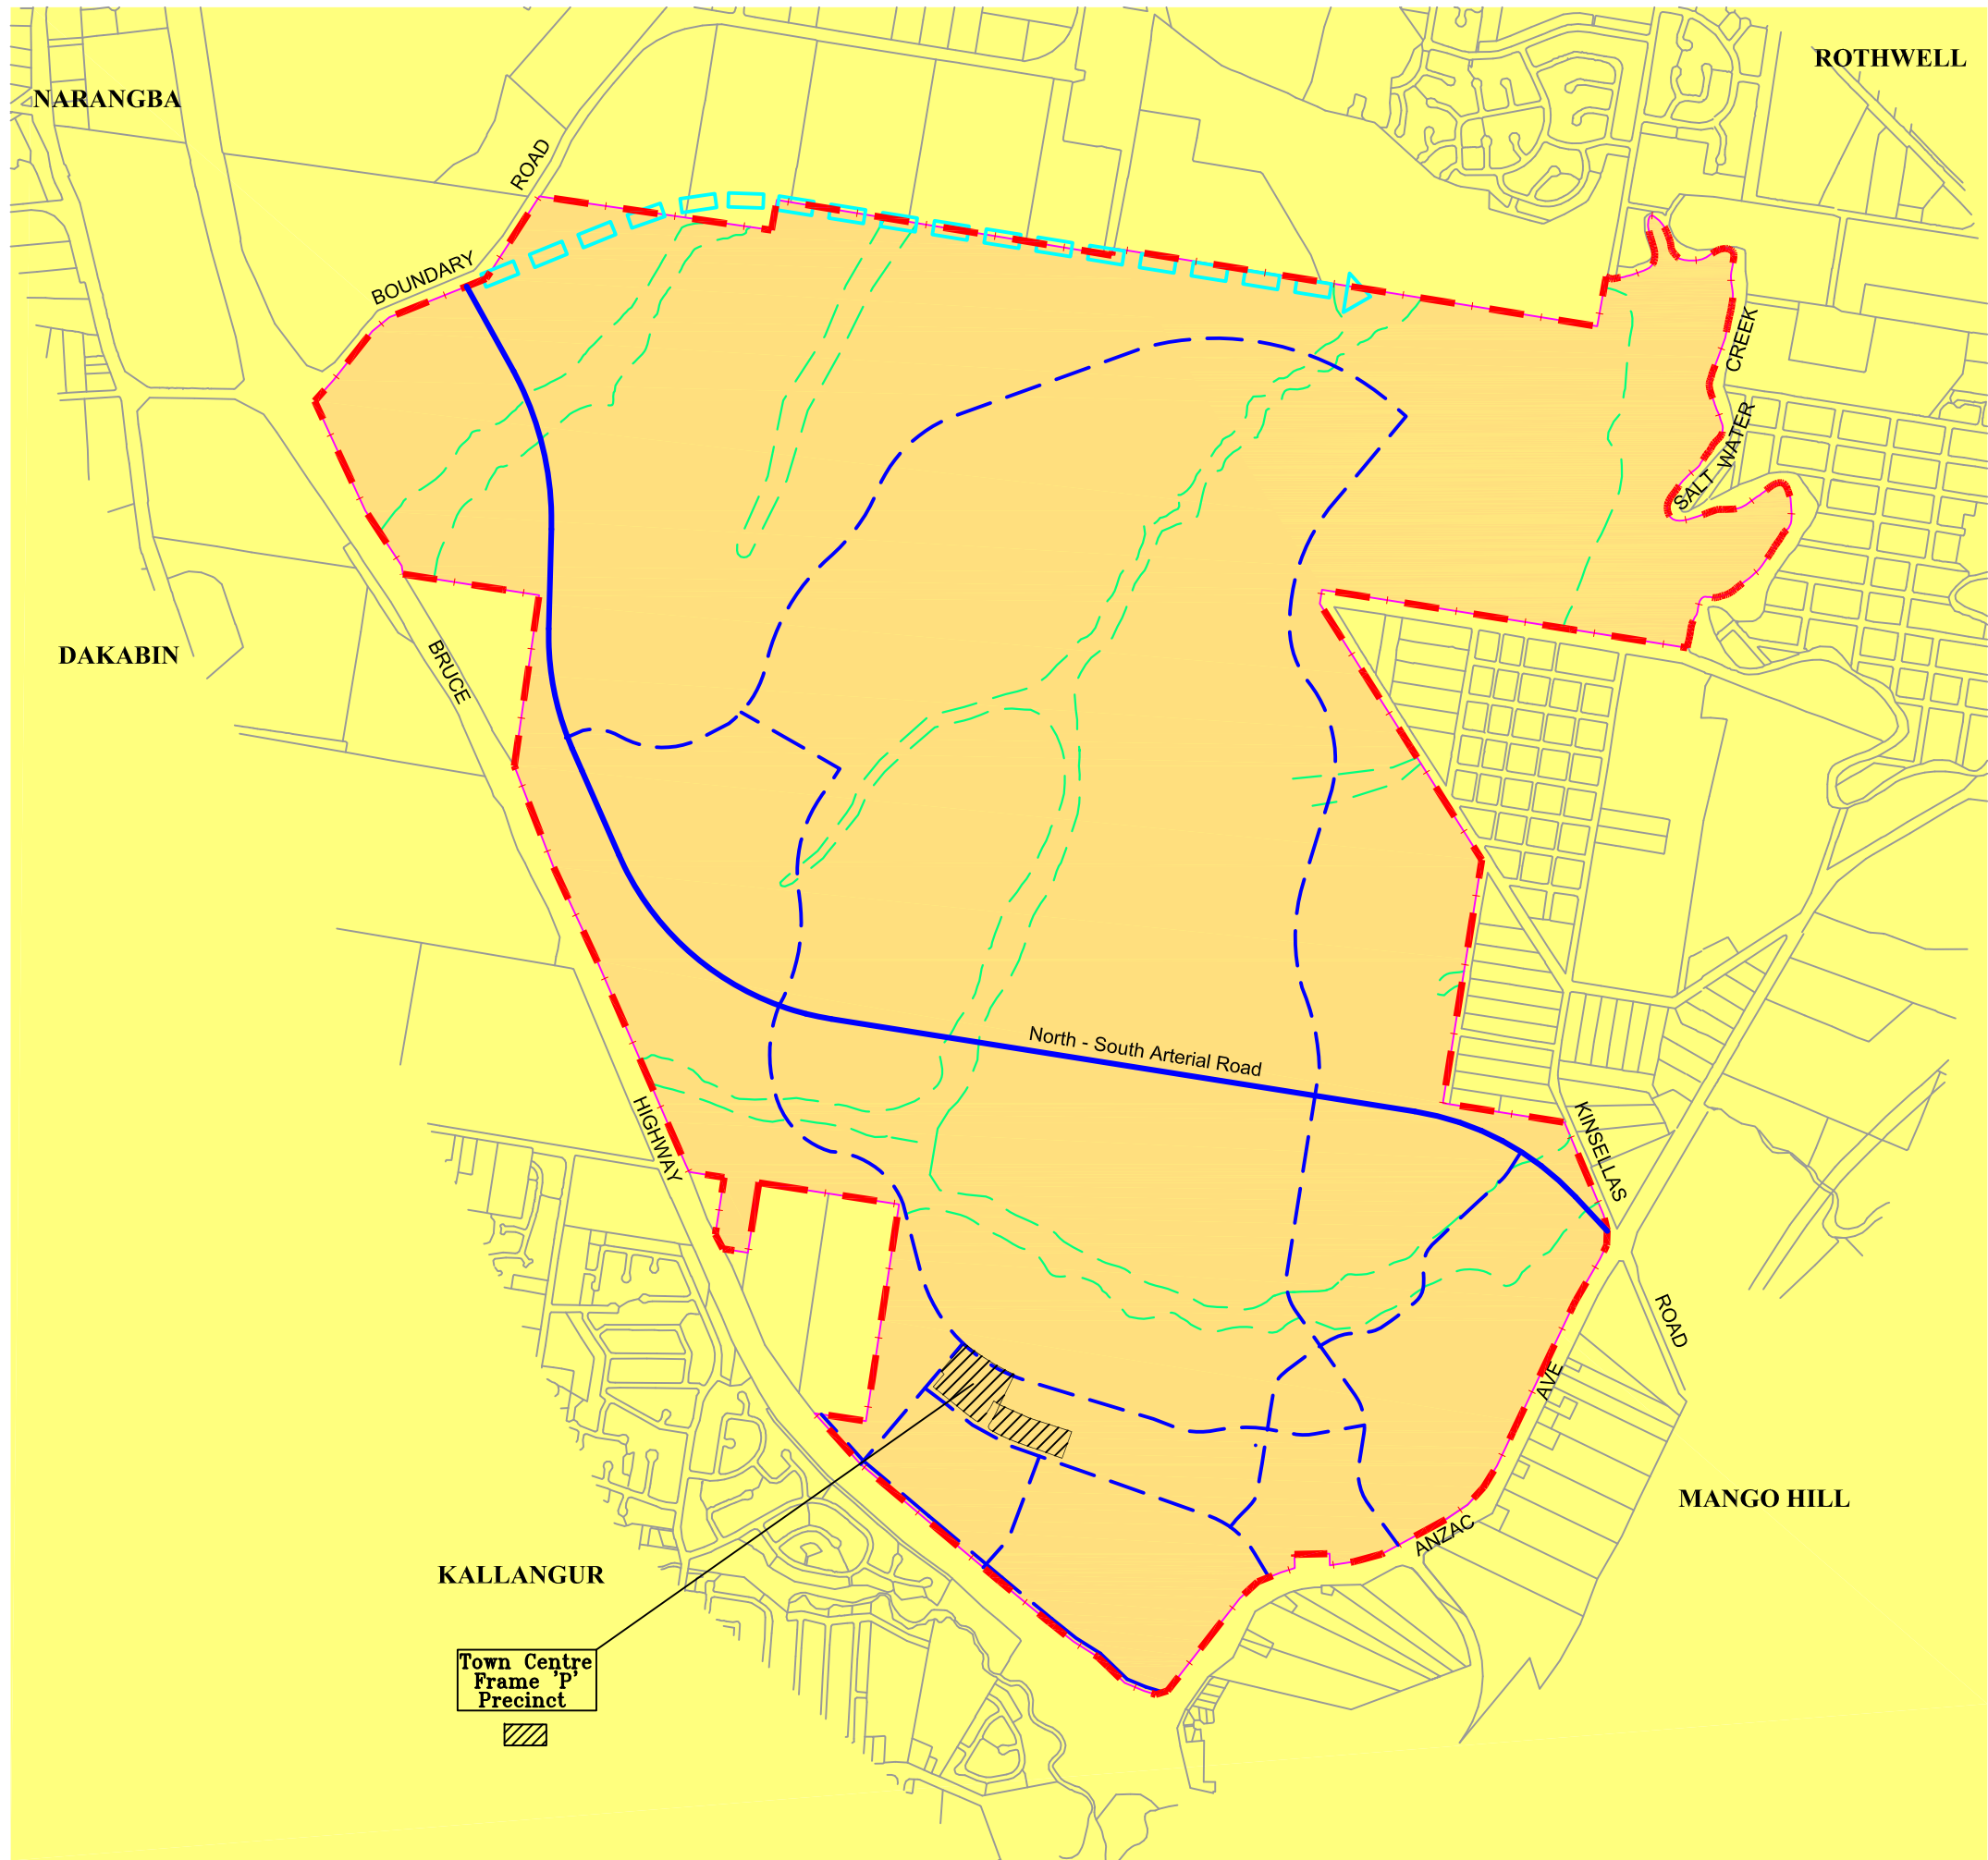 ROTHWELL
NARANGBA
ROAD
BOUNDARY
CREEK
SALT WATER
DAKABIN
BRUCE
North - South Arterial Road
HIGHWAY
KINSELLAS
ROAD
AVE
MANGO HILL
ANZAC
KALLANGUR
Town Centre
Frame 'P'
Precinct